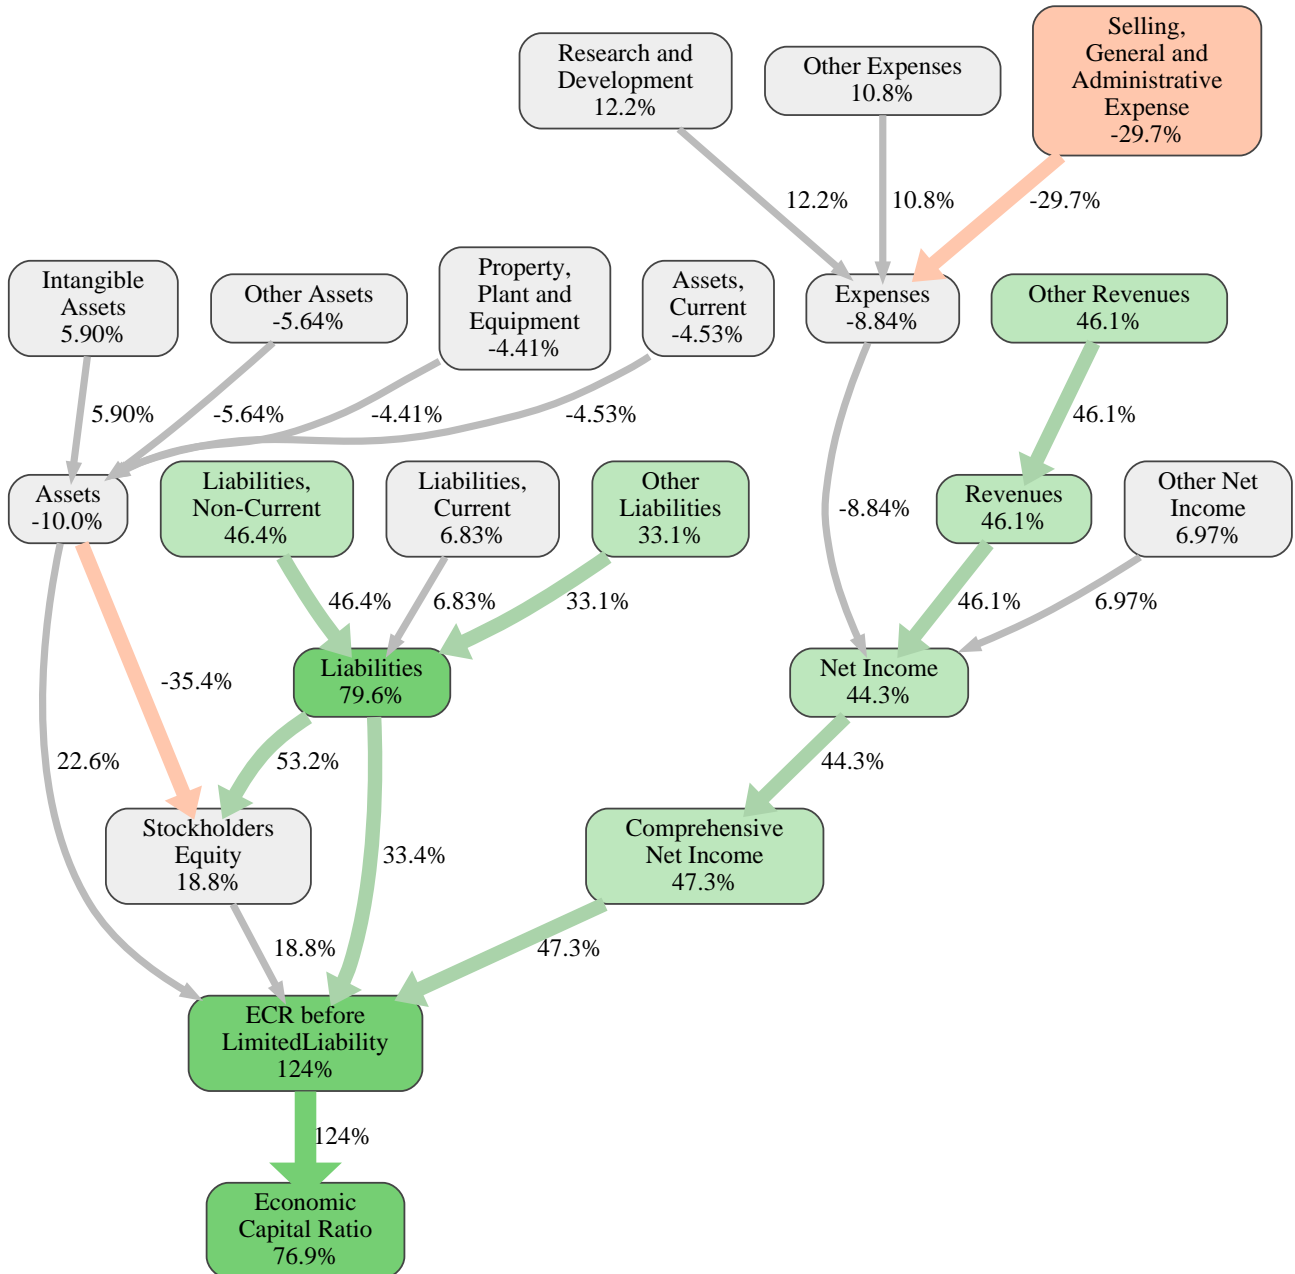 Selling,
General and
Administrative
Expense
-29.7%
Research and
Development
12.2%
Other Expenses
10.8%
12.2%
10.8%
-29.7%
Intangible
Assets
5.90%
Other Assets
-5.64%
Property,
Plant and
Equipment
-4.41%
Assets,
Current
-4.53%
Expenses
-8.84%
Other Revenues
46.1%
5.90%
-5.64%
-4.41%
-4.53%
46.1%
Assets
-10.0%
Liabilities,
Non-Current
46.4%
Liabilities,
Current
6.83%
Other
Liabilities
33.1%
-8.84%
Revenues
46.1%
Other Net
Income
6.97%
46.4%
6.83%
33.1%
46.1%
6.97%
-35.4%
Liabilities
79.6%
Net Income
44.3%
22.6%
53.2%
44.3%
Stockholders
Equity
18.8%
33.4%
Comprehensive
Net Income
47.3%
18.8%
47.3%
ECR before
LimitedLiability
124%
124%
Economic
Capital Ratio
76.9%